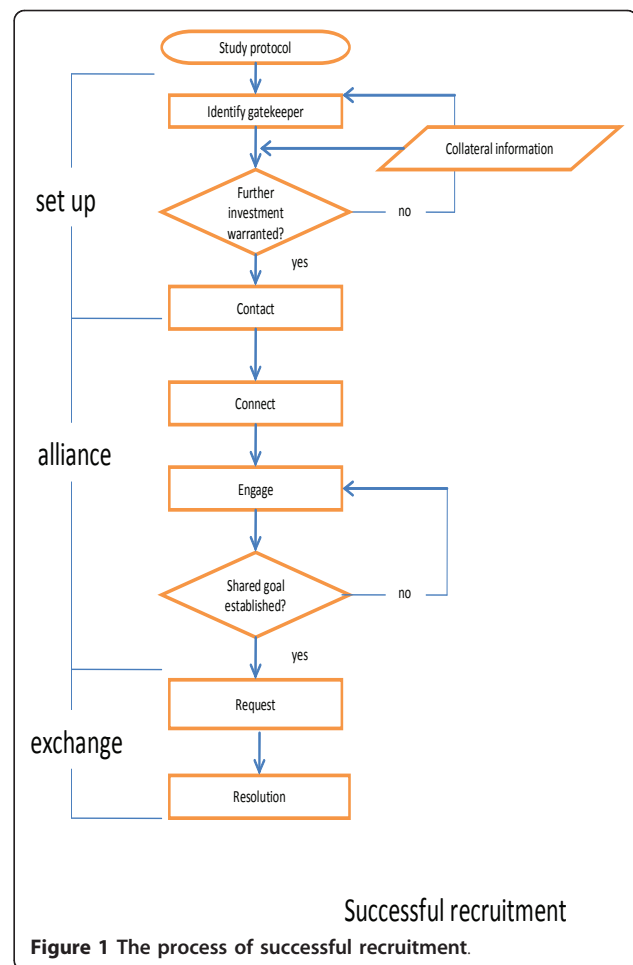 Study protocol
Identify gatekeeper
Collateral information
set up
Further
investment
warranted?
no
yes
Contact
Connect
alliance
Engage
Shared goal
established?
no
yes
Request
exchange
Resolution
Successful recruitment
Figure 1 The process of successful recruitment.